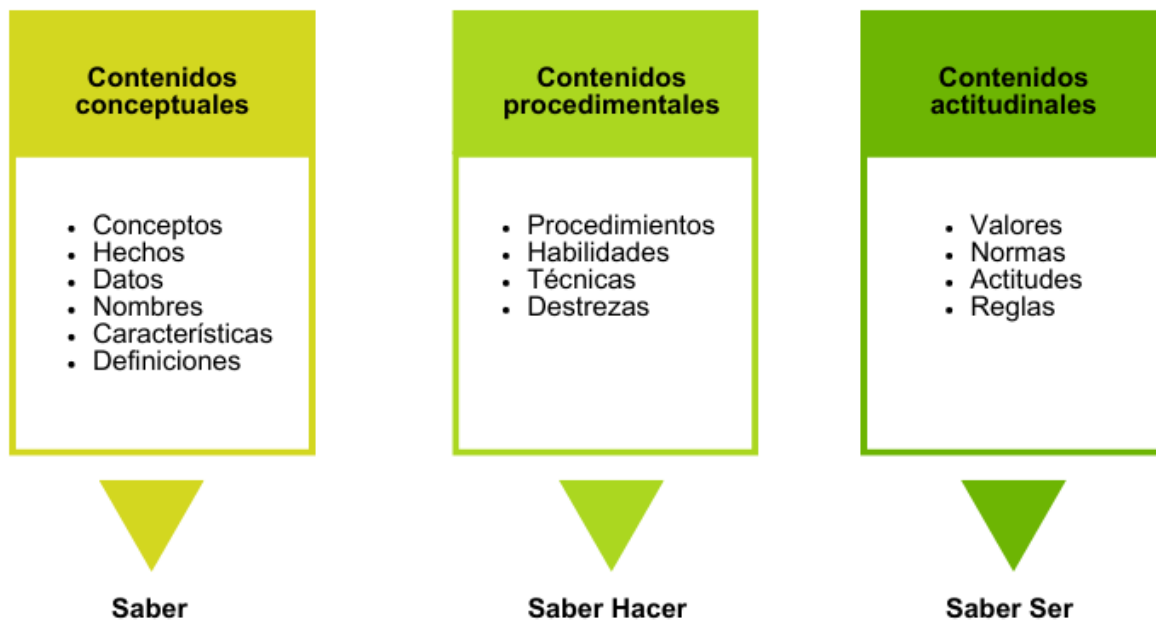 Contenidos
conceptuales
• Conceptos
• Hechos
• Datos
• Nombres
• Características
• Definiciones
Saber
Contenidos
procedimentales
• Procedimientos
• Habilidades
• Técnicas
• Destrezas
Saber Hacer
Contenidos
actitudinales
• Valores
• Normas
• Actitudes
• Reglas
Saber Ser